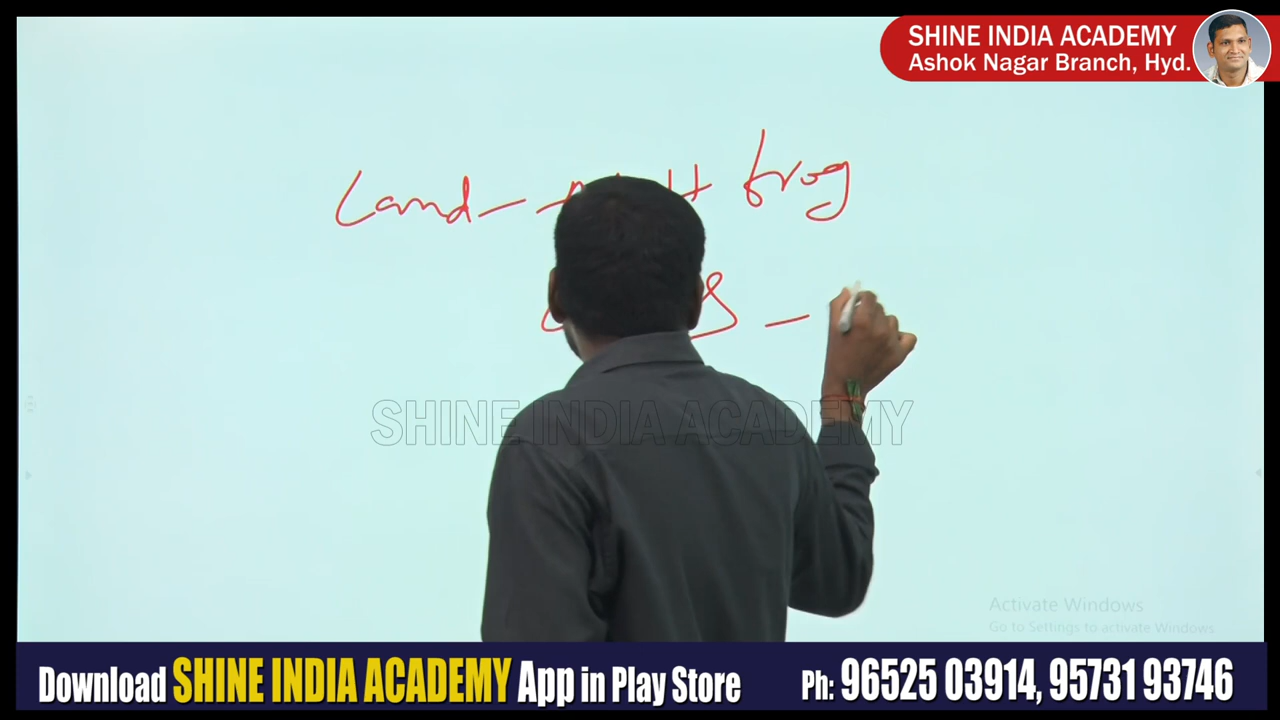 SHINE INDIA ACADEMY
Ashok Nagar Branch, Hyd.
Land - frog
SHINE INDIA ACADEMY
Activate Windows
Go to Settings to activate Windows
Download SHINE INDIA ACADEMY App in Play Store Ph: 96525 03914, 95731 93746